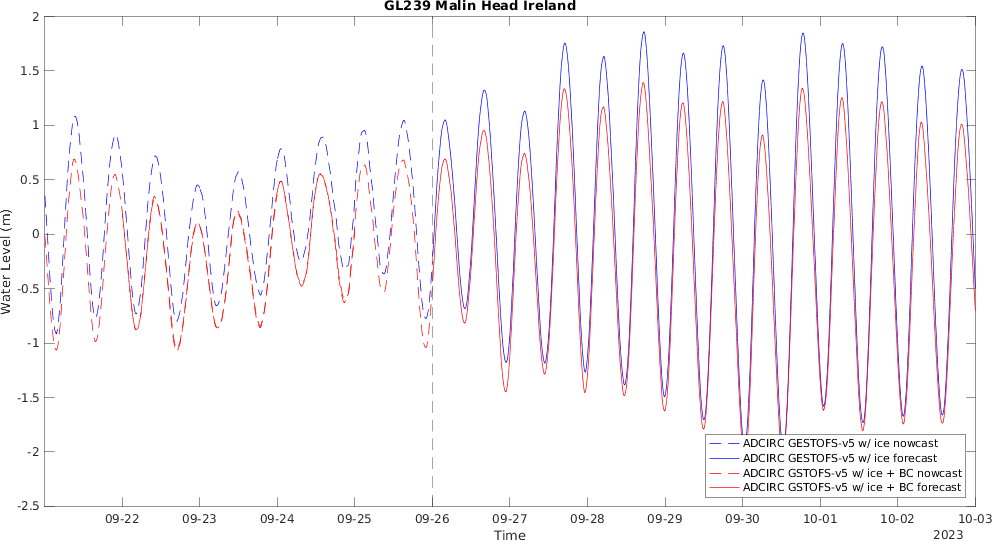 GL239 Malin Head Ireland
2
1.5
1
0.5
0
-0.5
-1
-1.5
-2
-2.5
Water Level (m)
09-22 09-23 09-24 09-25 09-26 09-27 09-28 09-29 09-30 10-01 10-02 10-03
Time
2023
ADCIRC GESTOFS-v5 w/ ice nowcast
ADCIRC GESTOFS-v5 w/ ice forecast
ADCIRC GSTOFS-v5 w/ ice + BC nowcast
ADCIRC GSTOFS-v5 w/ ice + BC forecast